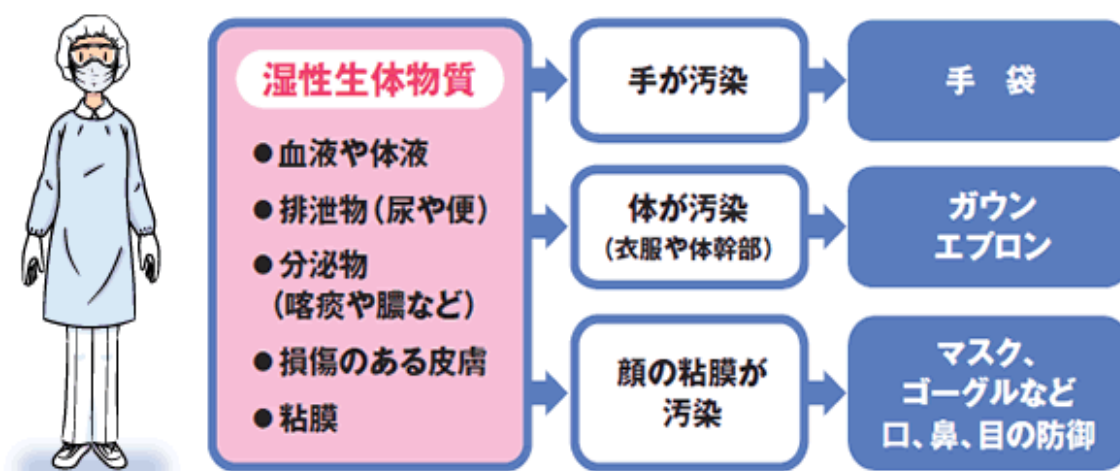 湿性生体物質
●血液や体液
●排泄物(尿や便)
●分泌物
(喀痰や膿など)
●損傷のある皮膚
●粘膜
手が汚染
手 袋
体が汚染
(衣服や体幹部)
ガウン
エプロン
顔の粘膜が
汚染
マスク、
ゴーグルなど
口、鼻、目の防御